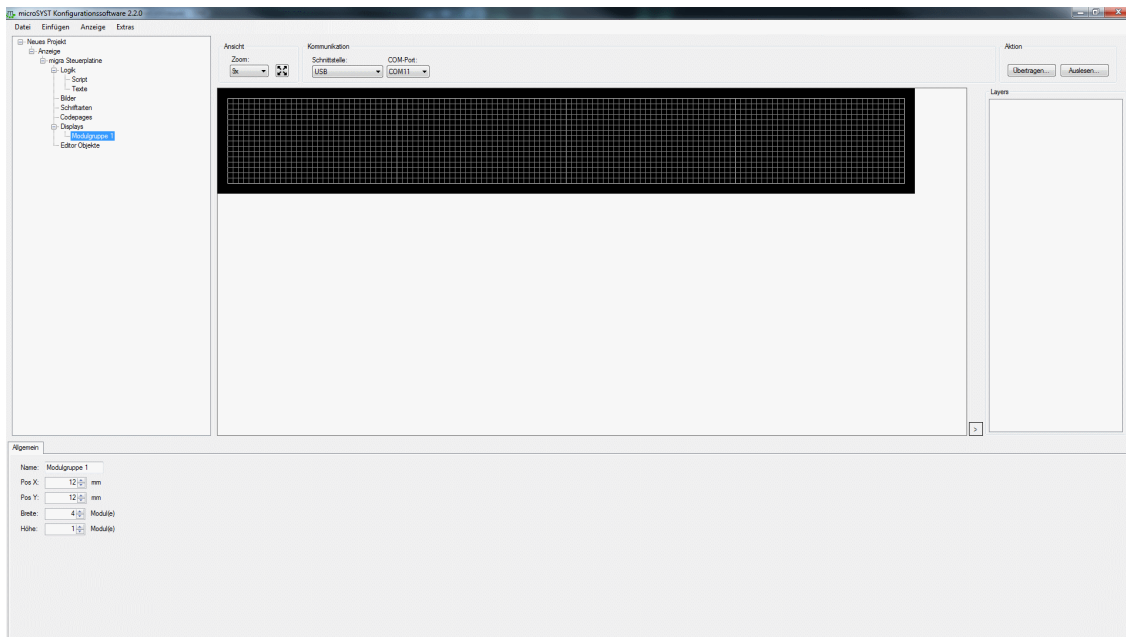 microSYST Konfigurationssoftware 2.2.0
Datei Einfügen Anzeige Extras
Neues Projekt
Anzeige
migra Steuerplatine
Logik
Script
Texte
Bilder
Schriftarten
Codepages
Displays
Modulgruppe 1
Editor Objekte
Ansicht
Zoom:
9x
Kommunikation
Schnittstelle: COM-Port:
USB COM11
Aktion
Übertragen... Auslesen...
Layers
>
Allgemein
Name: Modulgruppe 1
Pos X: 12 mm
Pos Y: 12 mm
Breite: 4 Modul(e)
Höhe: 1 Modul(e)